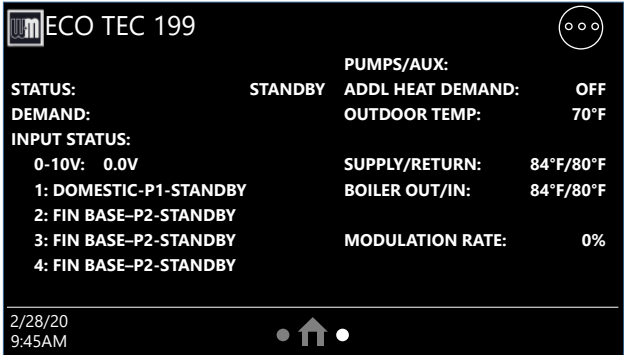 wm ECO TEC 199
PUMPS/AUX:
STATUS: STANDBY ADDL HEAT DEMAND: OFF
DEMAND: OUTDOOR TEMP: 70°F
INPUT STATUS:
0-10V: 0.0V SUPPLY/RETURN: 84°F/80°F
1: DOMESTIC-P1-STANDBY BOILER OUT/IN: 84°F/80°F
2: FIN BASE–P2-STANDBY
3: FIN BASE–P2-STANDBY MODULATION RATE: 0%
4: FIN BASE–P2-STANDBY
2/28/20
9:45AM